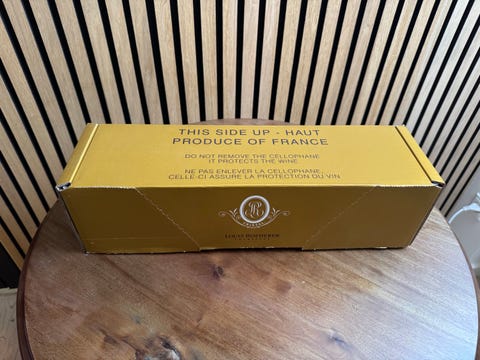 THIS SIDE UP - HAUT
PRODUCE OF FRANCE
DO NOT REMOVE THE CELLOPHANE
IT PROTECTS THE WINE
NE PAS ENLEVER LA CELLOPHANE,
CELLE-CI ASSURE LA PROTECTION DU VIN
CRISTAL
LOUIS ROEDERER